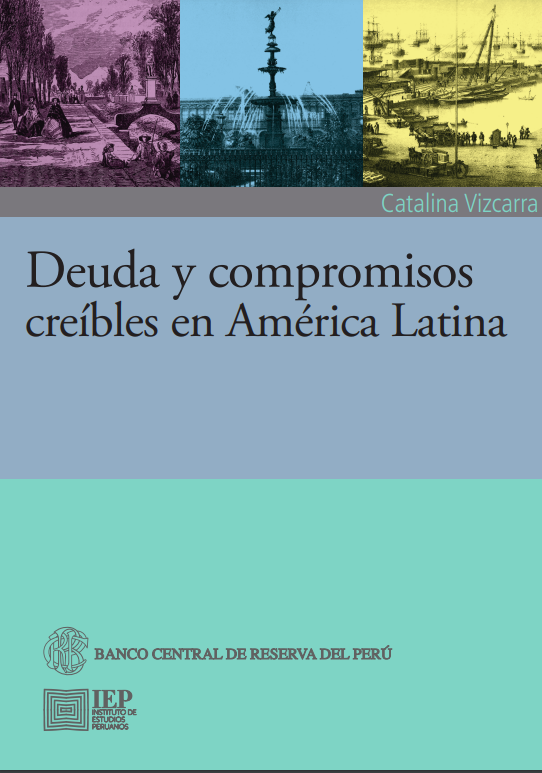 Catalina Vizcarra
Deuda y compromisos
creíbles en América Latina
BANCO CENTRAL DE RESERVA DEL PERÚ
IEP
INSTITUTO DE
ESTUDIOS
PERUANOS